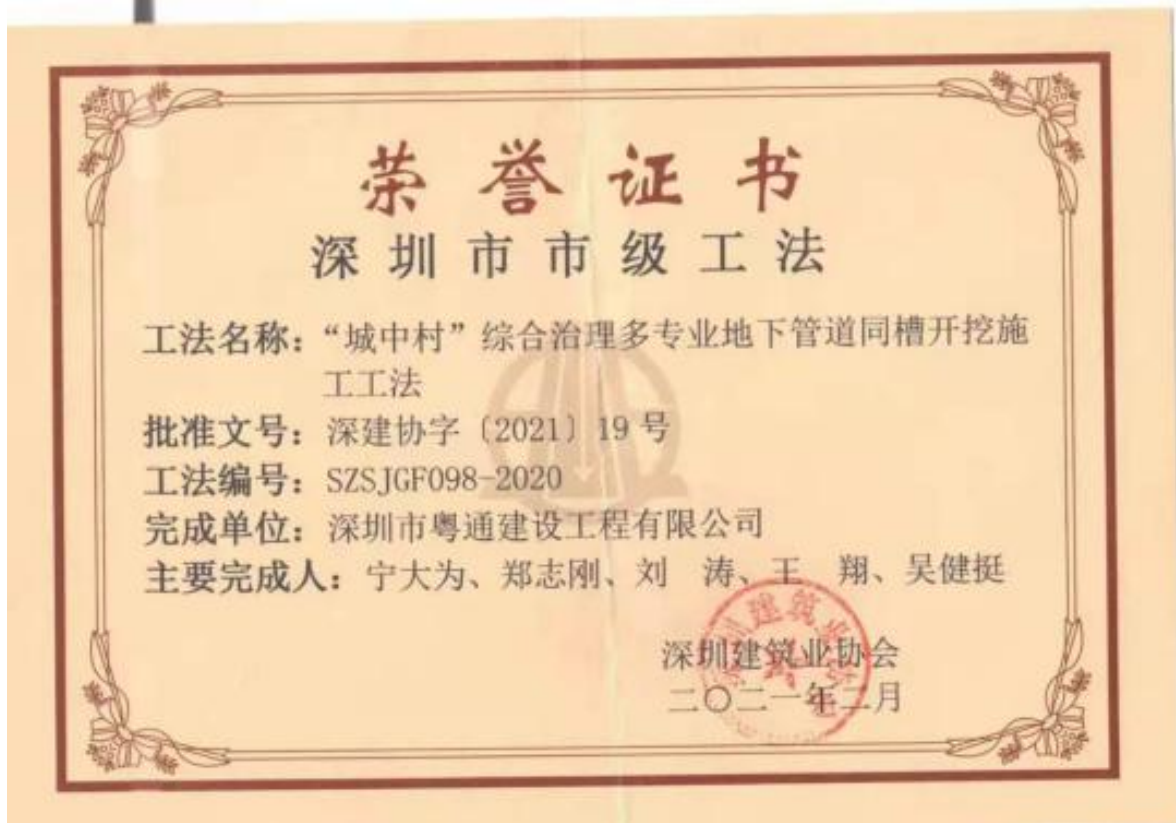 荣誉证书
深圳市市级工法
工法名称：“城中村”综合治理多专业地下管道同槽开挖施
工工法
批准文号：深建协字〔2021〕19号
工法编号：SZSJGF098-2020
完成单位：深圳市粤通建设工程有限公司
主要完成人：宁大为、郑志刚、刘　涛、王　翔、吴健挺
深圳建筑业协会
二〇二一年二月